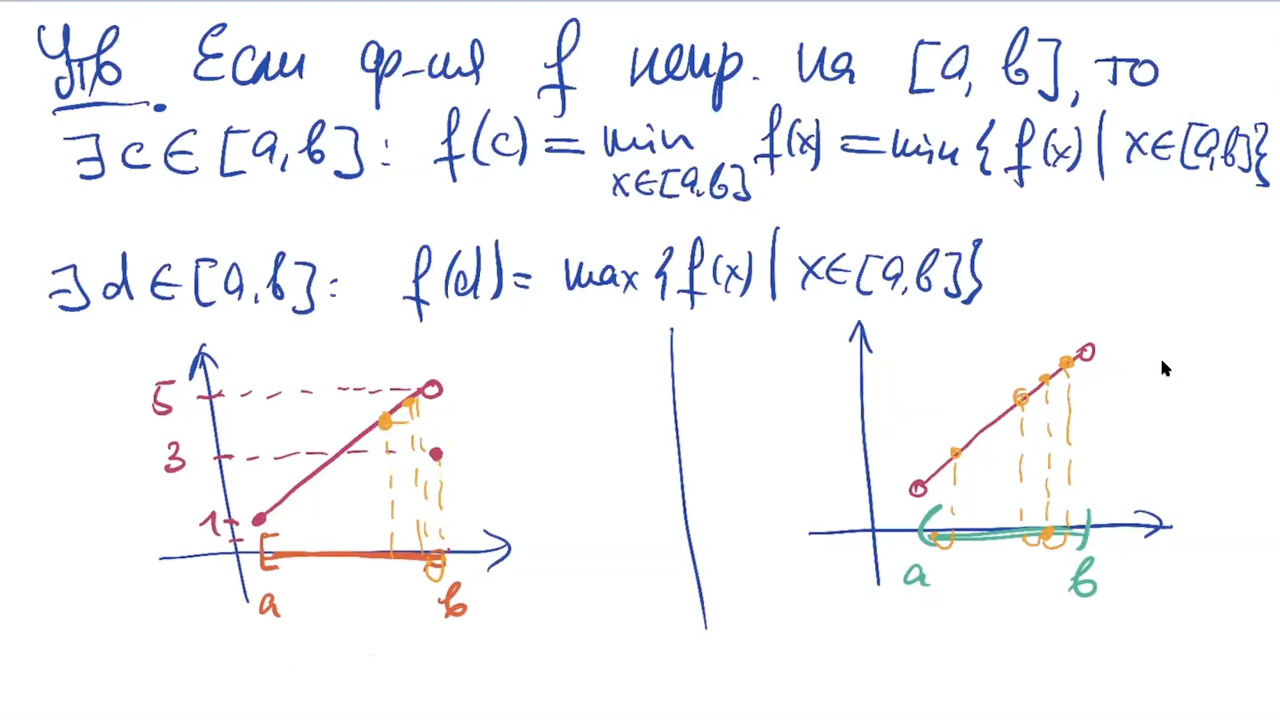 Утв. Если ф-ия f непр. на [a, b], то
∃ c ∈ [a, b]: f(c) = min f(x) = min { f(x) | x ∈ [a, b] }
x ∈ [a, b]
∃ d ∈ [a, b]: f(d) = max { f(x) | x ∈ [a, b] }
5
3
1
[
a b
( )
a b